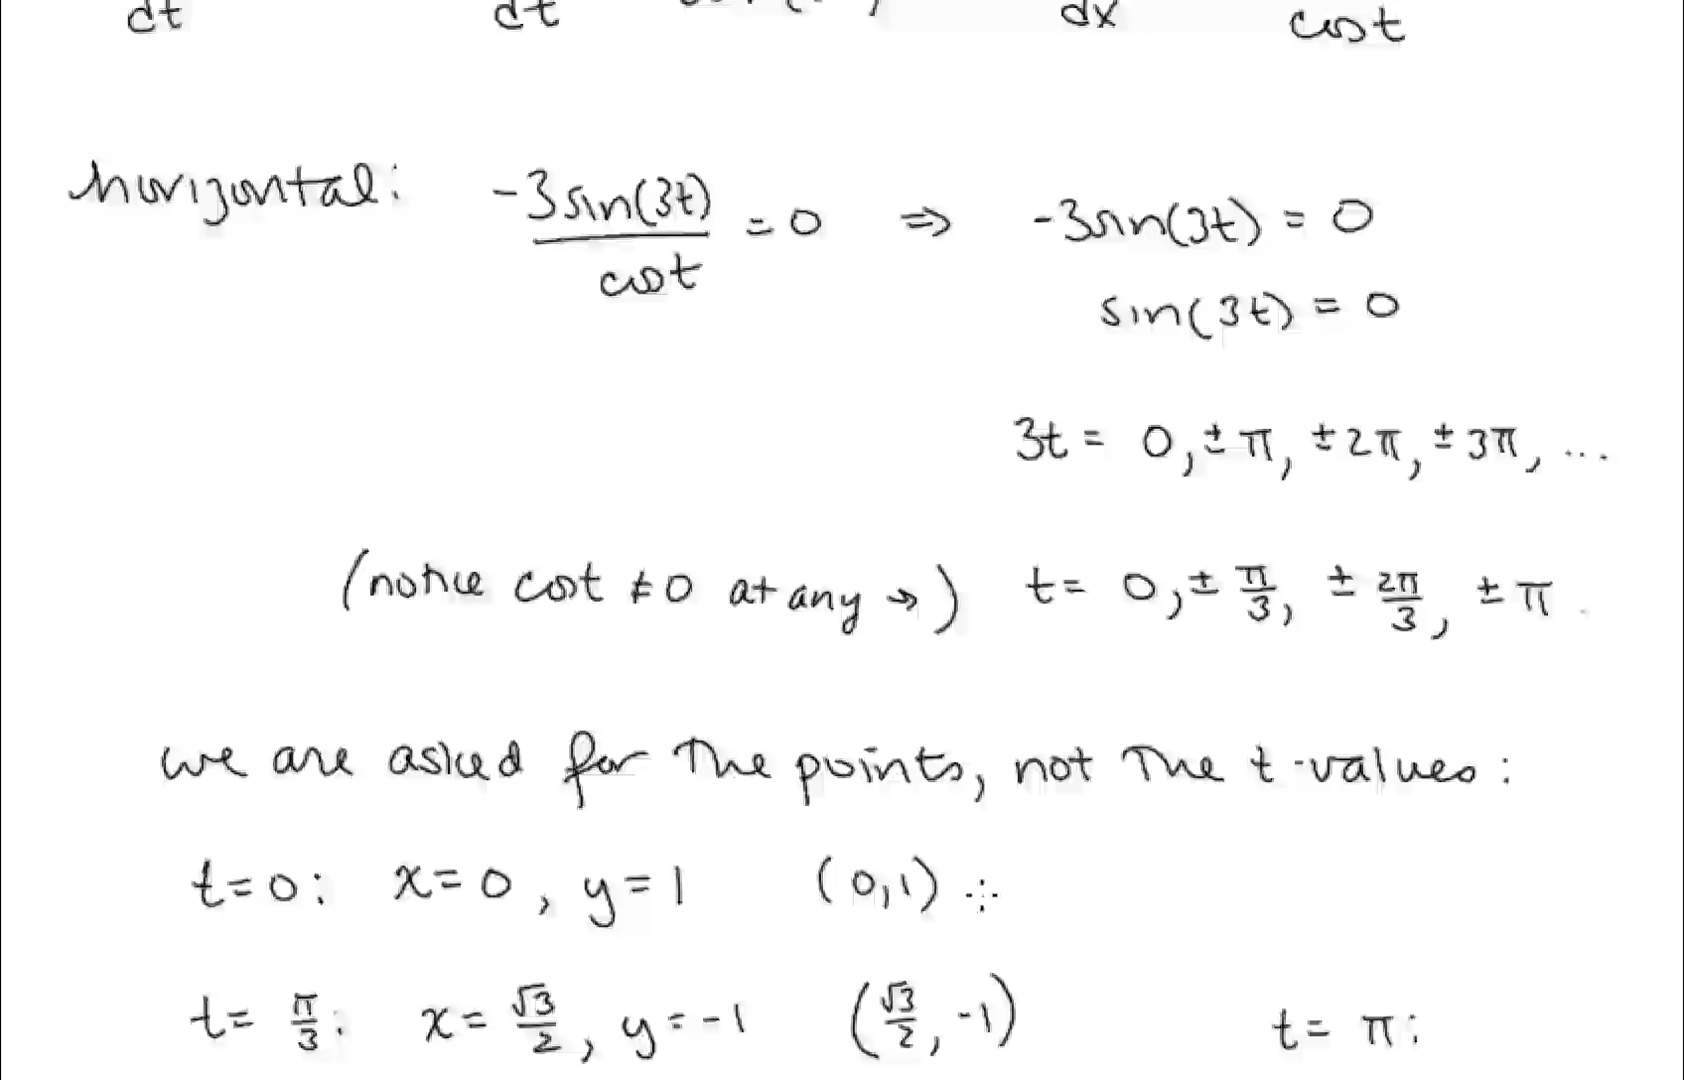 dt dt dx cost
horizontal: -3sin(3t)/cost = 0 ⇒ -3sin(3t) = 0
sin(3t) = 0
3t = 0, ±π, ±2π, ±3π, ...
(notice cost ≠ 0 at any →) t = 0, ±π/3, ±2π/3, ±π.
we are asked for the points, not the t-values:
t=0: x=0, y=1 (0,1)
t= π/3: x= √3/2, y=-1 (√3/2, -1) t= π: